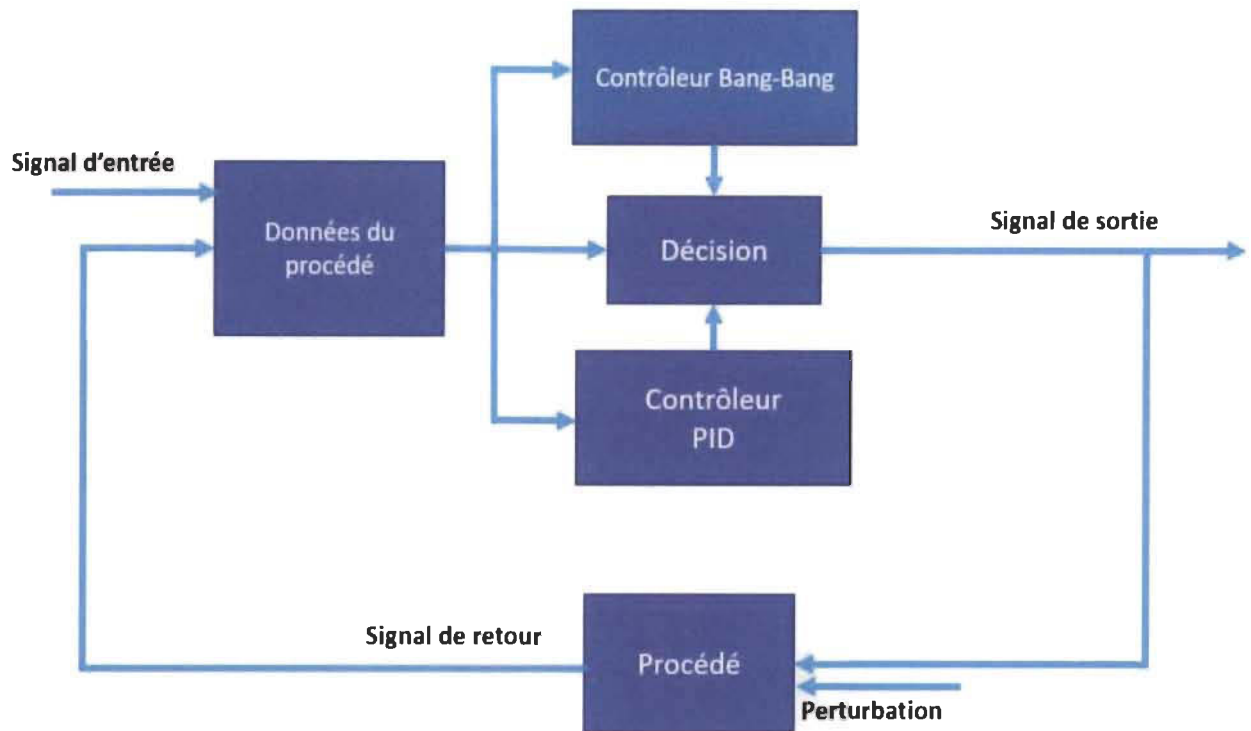 Contrôleur Bang-Bang
Signal d'entrée
Données du
procédé
Décision
Signal de sortie
Contrôleur
PID
Signal de retour
Procédé
Perturbation